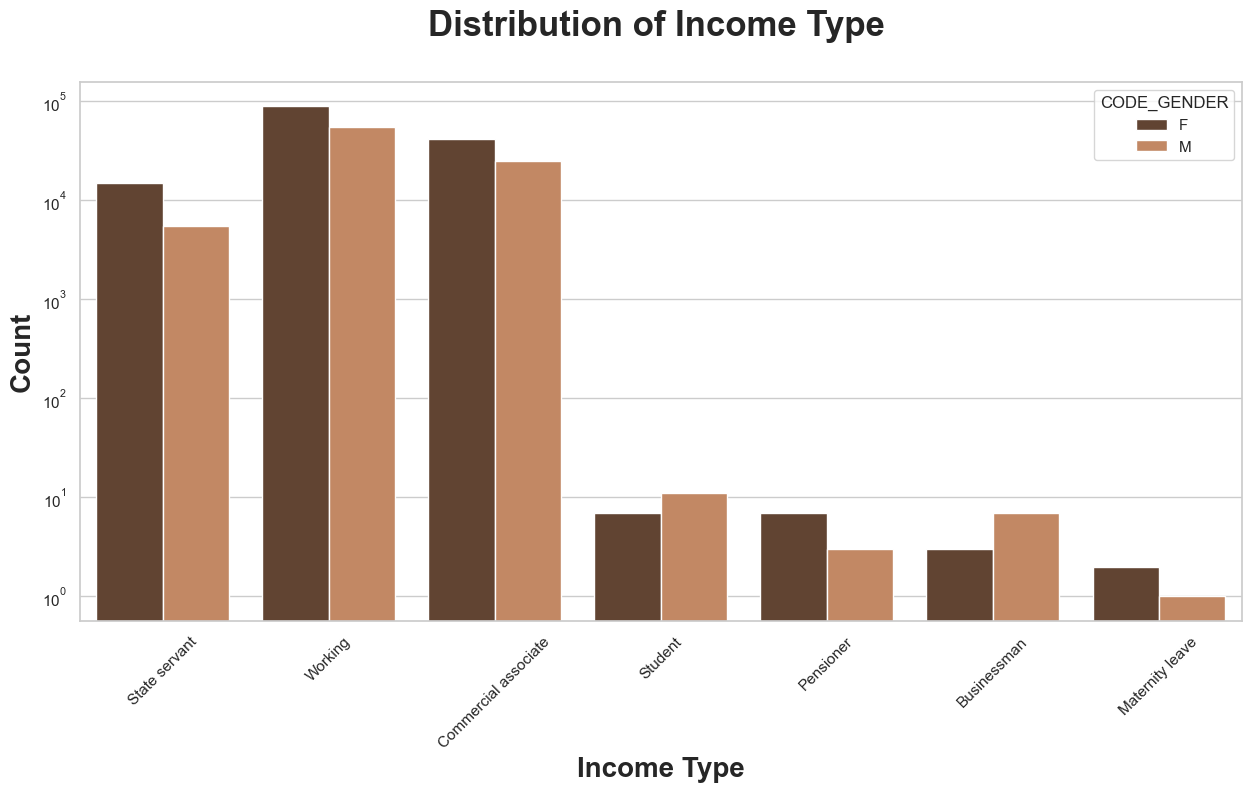 Distribution of Income Type
CODE_GENDER
F
M
10^5
10^4
10^3
10^2
10^1
10^0
Count
State servant
Working
Commercial associate
Student
Pensioner
Businessman
Maternity leave
Income Type